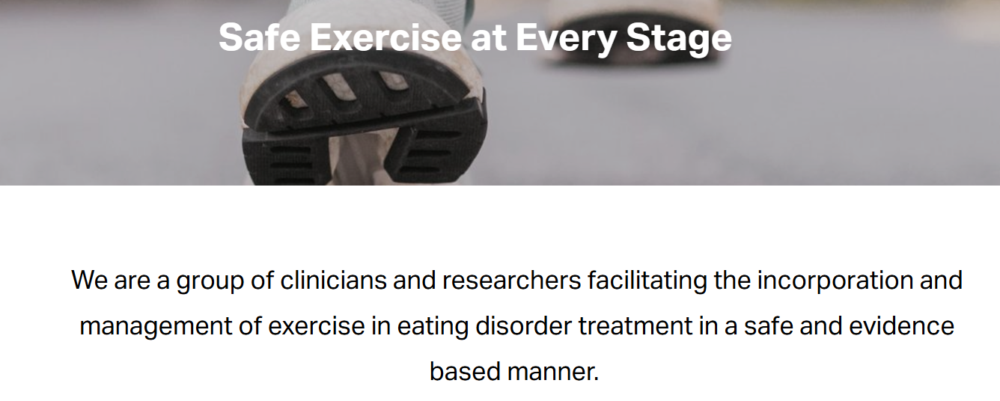 Safe Exercise at Every Stage
We are a group of clinicians and researchers facilitating the incorporation and
management of exercise in eating disorder treatment in a safe and evidence
based manner.